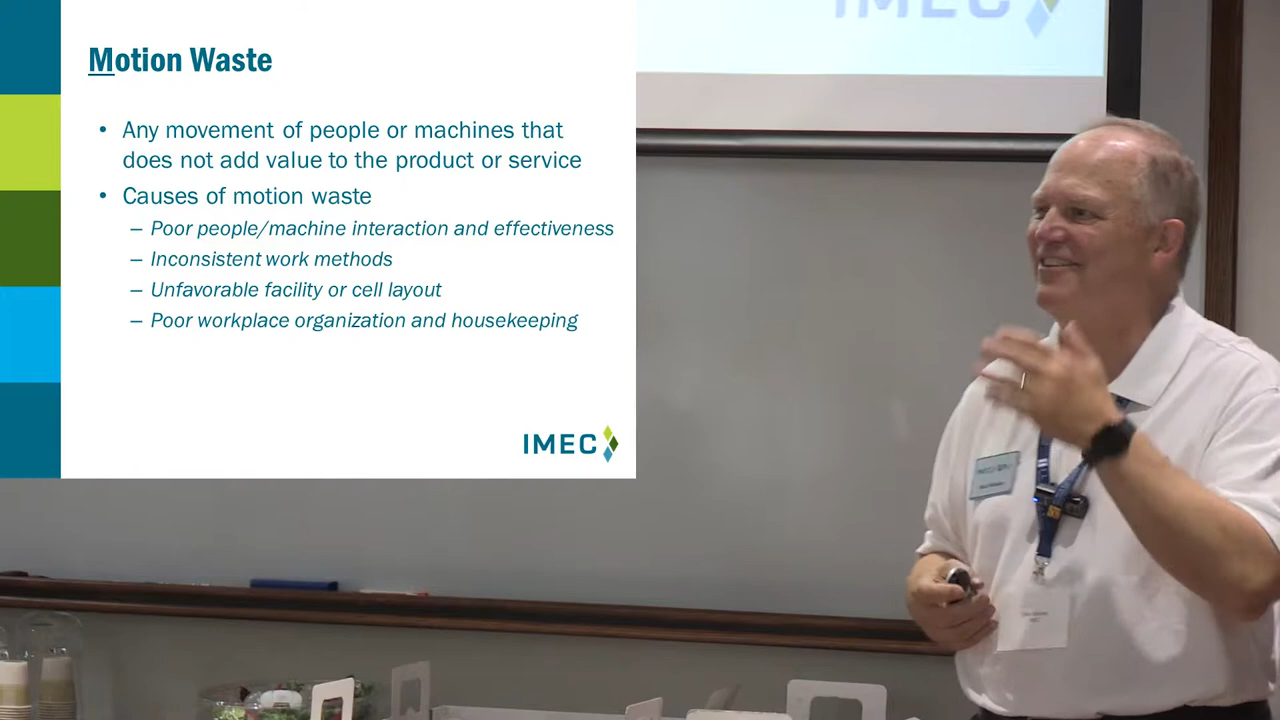 IMEC
Motion Waste
• Any movement of people or machines that
does not add value to the product or service
• Causes of motion waste
– Poor people/machine interaction and effectiveness
– Inconsistent work methods
– Unfavorable facility or cell layout
– Poor workplace organization and housekeeping
IMEC